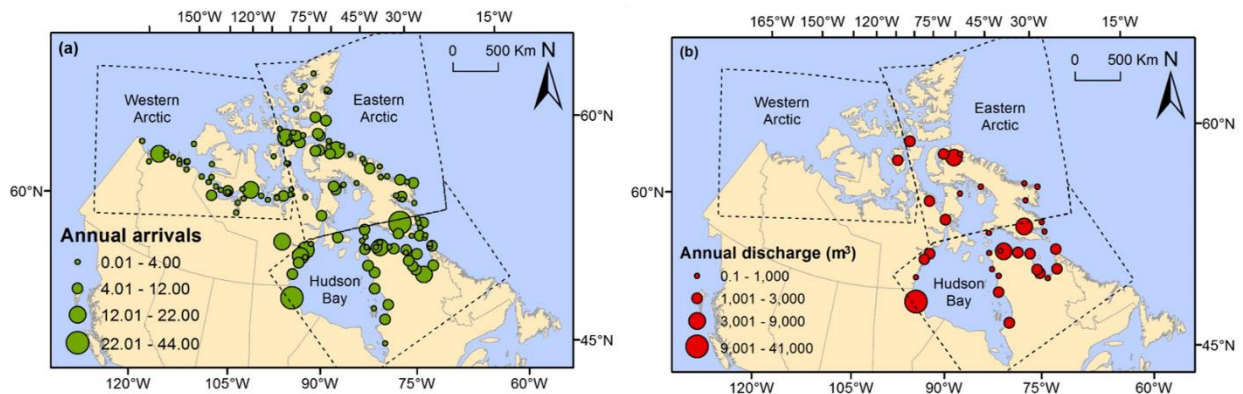 150°W 120°W 90°W 75°W 60°W 45°W 30°W 15°W
(a)
0 500 Km N
Western
Arctic
Eastern
Arctic
60°N
60°N
Annual arrivals
0.01 - 4.00
4.01 - 12.00
12.01 - 22.00
22.01 - 44.00
Hudson
Bay
45°N
120°W 105°W 90°W 75°W 60°W
165°W 150°W 120°W 90°W 75°W 60°W 45°W 30°W 15°W
(b)
0 500 Km N
Western
Arctic
Eastern
Arctic
60°N
60°N
Annual discharge (m³)
0.1 - 1,000
1,001 - 3,000
3,001 - 9,000
9,001 - 41,000
Hudson
Bay
45°N
120°W 105°W 90°W 75°W 60°W